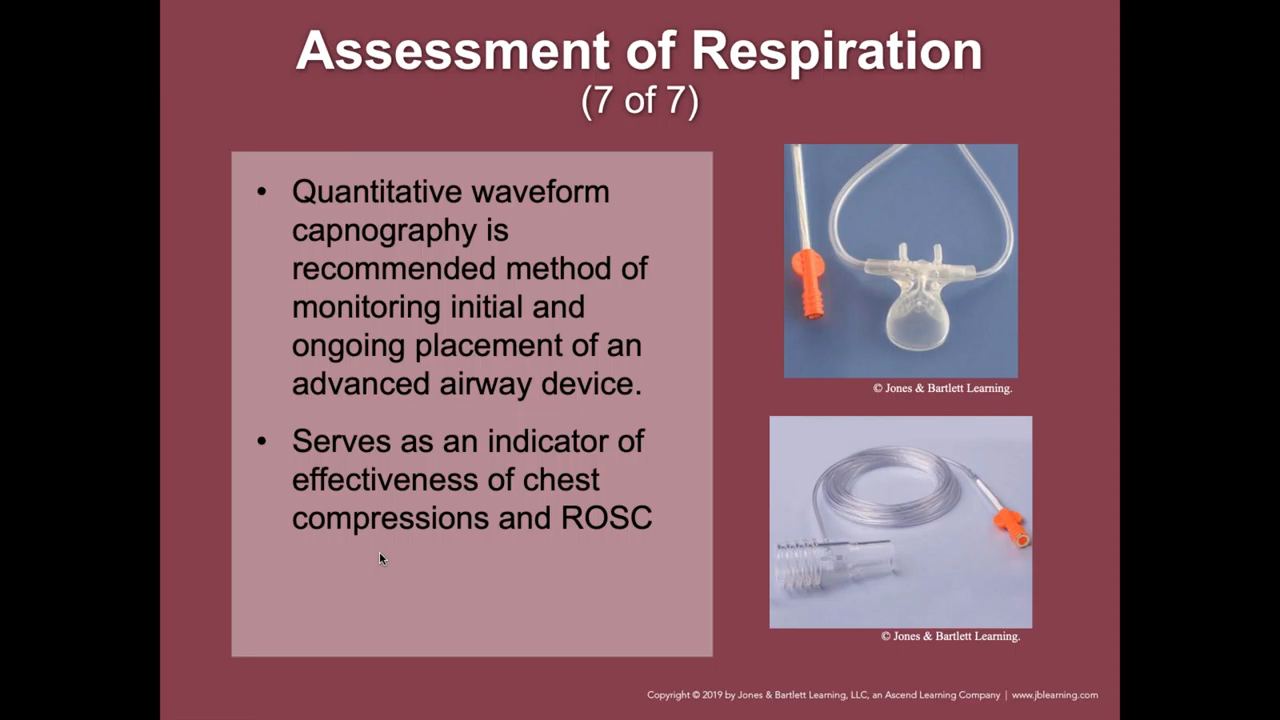 Assessment of Respiration
(7 of 7)
• Quantitative waveform
capnography is
recommended method of
monitoring initial and
ongoing placement of an
advanced airway device.
• Serves as an indicator of
effectiveness of chest
compressions and ROSC
© Jones & Bartlett Learning.
© Jones & Bartlett Learning.
Copyright © 2019 by Jones & Bartlett Learning, LLC, an Ascend Learning Company | www.jblearning.com